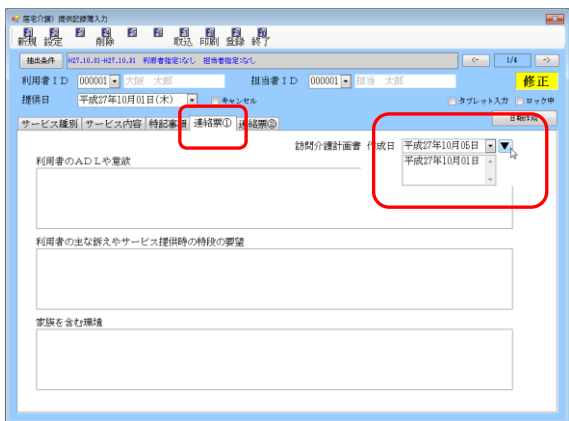 居宅介護) 提供記録簿入力
新規 設定 削除 取込 印刷 登録 終了
抽出条件 H27.10.01-H27.10.31 利用者指定:なし 担当者指定:なし <- 1/4 ->
利用者ID 000001 大阪 太郎 担当者ID 000001 担当 太郎 修正
提供日 平成27年10月01日(木) キャンセル タブレット入力 ロック中
サービス種別 サービス内容 特記事項 連絡票① 連絡票②
訪問介護計画書 作成日 平成27年10月05日 ▼
利用者のADLや意欲 平成27年10月01日
利用者の主な訴えやサービス提供時の特段の要望
家族を含む環境